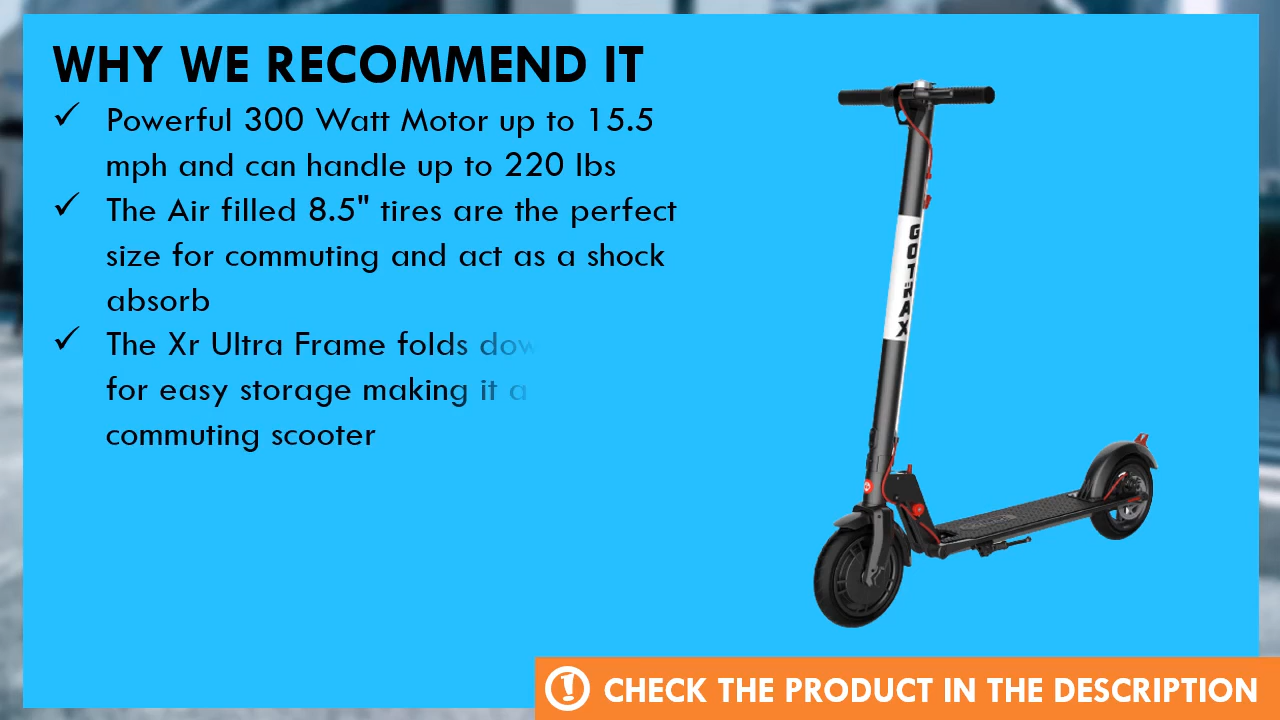 WHY WE RECOMMEND IT
✓ Powerful 300 Watt Motor up to 15.5
mph and can handle up to 220 lbs
✓ The Air filled 8.5" tires are the perfect
size for commuting and act as a shock
absorb
✓ The Xr Ultra Frame folds dow
for easy storage making it a
commuting scooter
GOTRAX
CHECK THE PRODUCT IN THE DESCRIPTION